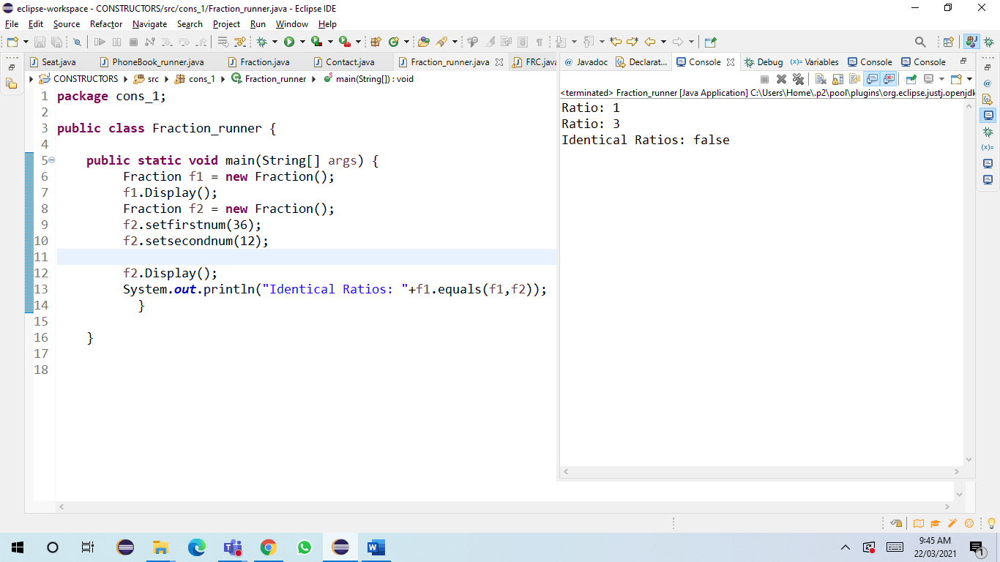 eclipse-workspace - CONSTRUCTORS/src/cons_1/Fraction_runner.java - Eclipse IDE
File Edit Source Refactor Navigate Search Project Run Window Help
Seat.java PhoneBook_runner.java Fraction.java Contact.java Fraction_runner.java FRC.java
CONSTRUCTORS src cons_1 Fraction_runner main(String[]) : void
1 package cons_1;
2
3 public class Fraction_runner {
4
5 public static void main(String[] args) {
6 Fraction f1 = new Fraction();
7 f1.Display();
8 Fraction f2 = new Fraction();
9 f2.setfirstnum(36);
10 f2.setsecondnum(12);
11
12 f2.Display();
13 System.out.println("Identical Ratios: "+f1.equals(f1,f2));
14 }
15
16 }
17
18
@ Javadoc Declarat... Console Debug (x)= Variables Console Console
<terminated> Fraction_runner [Java Application] C:\Users\Home\.p2\pool\plugins\org.eclipse.justj.openjdk
Ratio: 1
Ratio: 3
Identical Ratios: false
@
(x)=
W
9:45 AM
22/03/2021
1